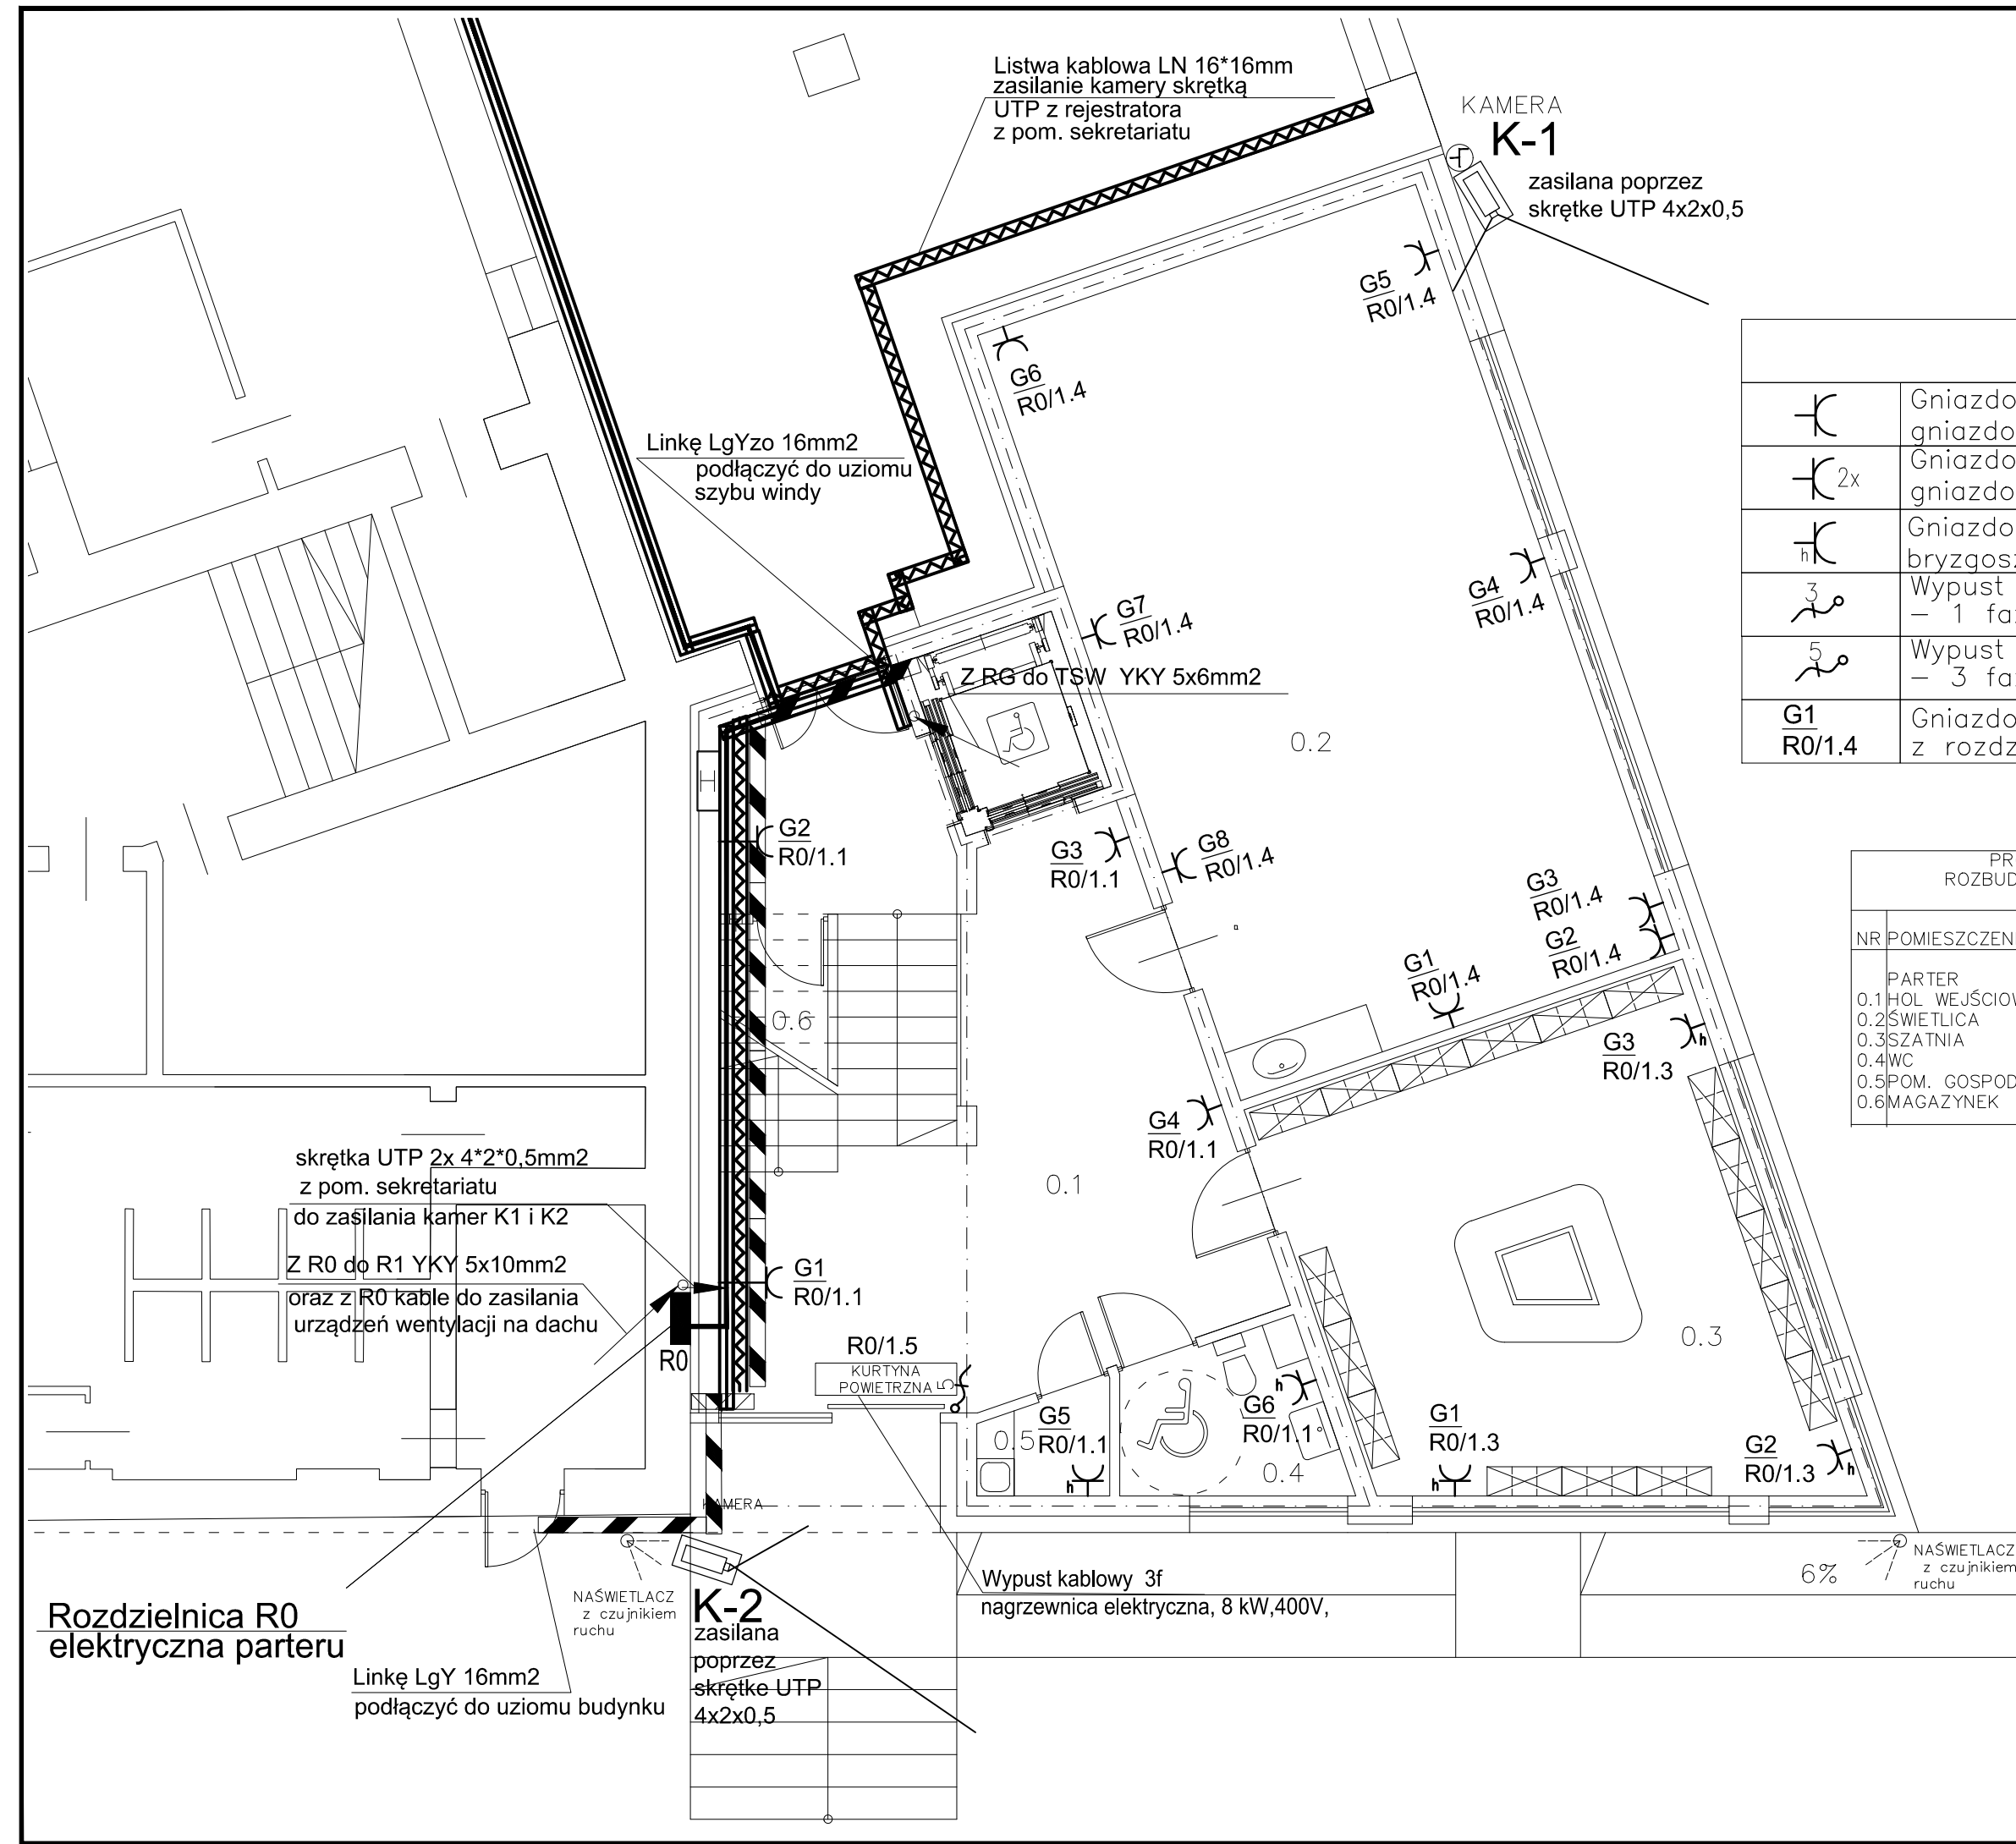 Listwa kablowa LN 16*16mm
zasilanie kamery skrętką
UTP z rejestratora
z pom. sekretariatu
KAMERA
K-1
zasilana poprzez
skrętke UTP 4x2x0,5
G5
R0/1.4
G6
R0/1.4
Linkę LgYzo 16mm2
podłączyć do uziomu
szybu windy
G4
R0/1.4
G7
R0/1.4
Z RG do TSW YKY 5x6mm2
0.2
H
G2
R0/1.1
G3
R0/1.1
G8
R0/1.4
G3
R0/1.4
G2
R0/1.4
G1
R0/1.4
0.6
G3
R0/1.3
h
G4
R0/1.1
0.1
skrętka UTP 2x 4*2*0,5mm2
z pom. sekretariatu
do zasilania kamer K1 i K2
Z R0 do R1 YKY 5x10mm2
oraz z R0 kable do zasilania
urządzeń wentylacji na dachu
G1
R0/1.1
R0
R0/1.5
KURTYNA
POWIETRZNA
5
0.3
G5
R0/1.1
0.5
h
G6
R0/1.1
h
0.4
G1
R0/1.3
h
G2
R0/1.3
h
KAMERA
NAŚWIETLACZ
z czujnikiem
ruchu
K-2
zasilana
poprzez
skrętke UTP
4x2x0,5
Wypust kablowy 3f
nagrzewnica elektryczna, 8 kW,400V,
6%
NAŚWIETLACZ
z czujnikiem
ruchu
Rozdzielnica R0
elektryczna parteru
Linkę LgY 16mm2
podłączyć do uziomu budynku
Gniazdo
gniazdo
2x
Gniazdo
gniazdo
h
Gniazdo
bryzgosz
3
Wypust
– 1 faz
5
Wypust
– 3 faz
G1
R0/1.4
Gniazdo
z rozdz
PR
ROZBUD
NR POMIESZCZENI
PARTER
0.1 HOL WEJŚCIOW
0.2 ŚWIETLICA
0.3 SZATNIA
0.4 WC
0.5 POM. GOSPOD
0.6 MAGAZYNEK